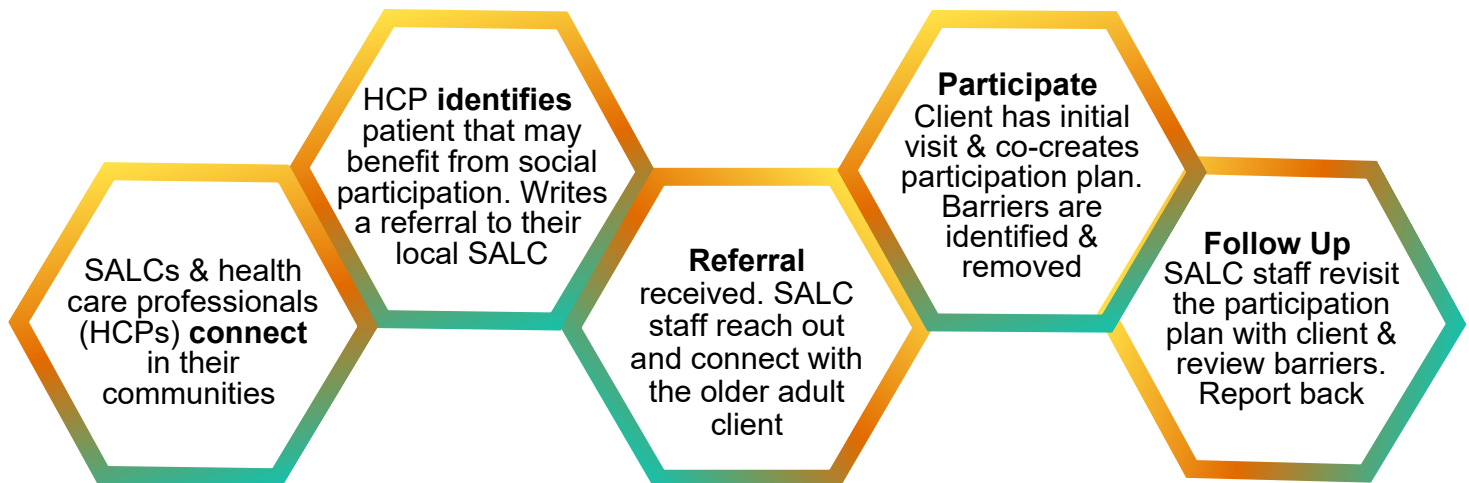 SALCs & health
care professionals
(HCPs) connect
in their
communities
HCP identifies
patient that may
benefit from social
participation. Writes
a referral to their
local SALC
Referral
received. SALC
staff reach out
and connect with
the older adult
client
Participate
Client has initial
visit & co-creates
participation plan.
Barriers are
identified &
removed
Follow Up
SALC staff revisit
the participation
plan with client &
review barriers.
Report back